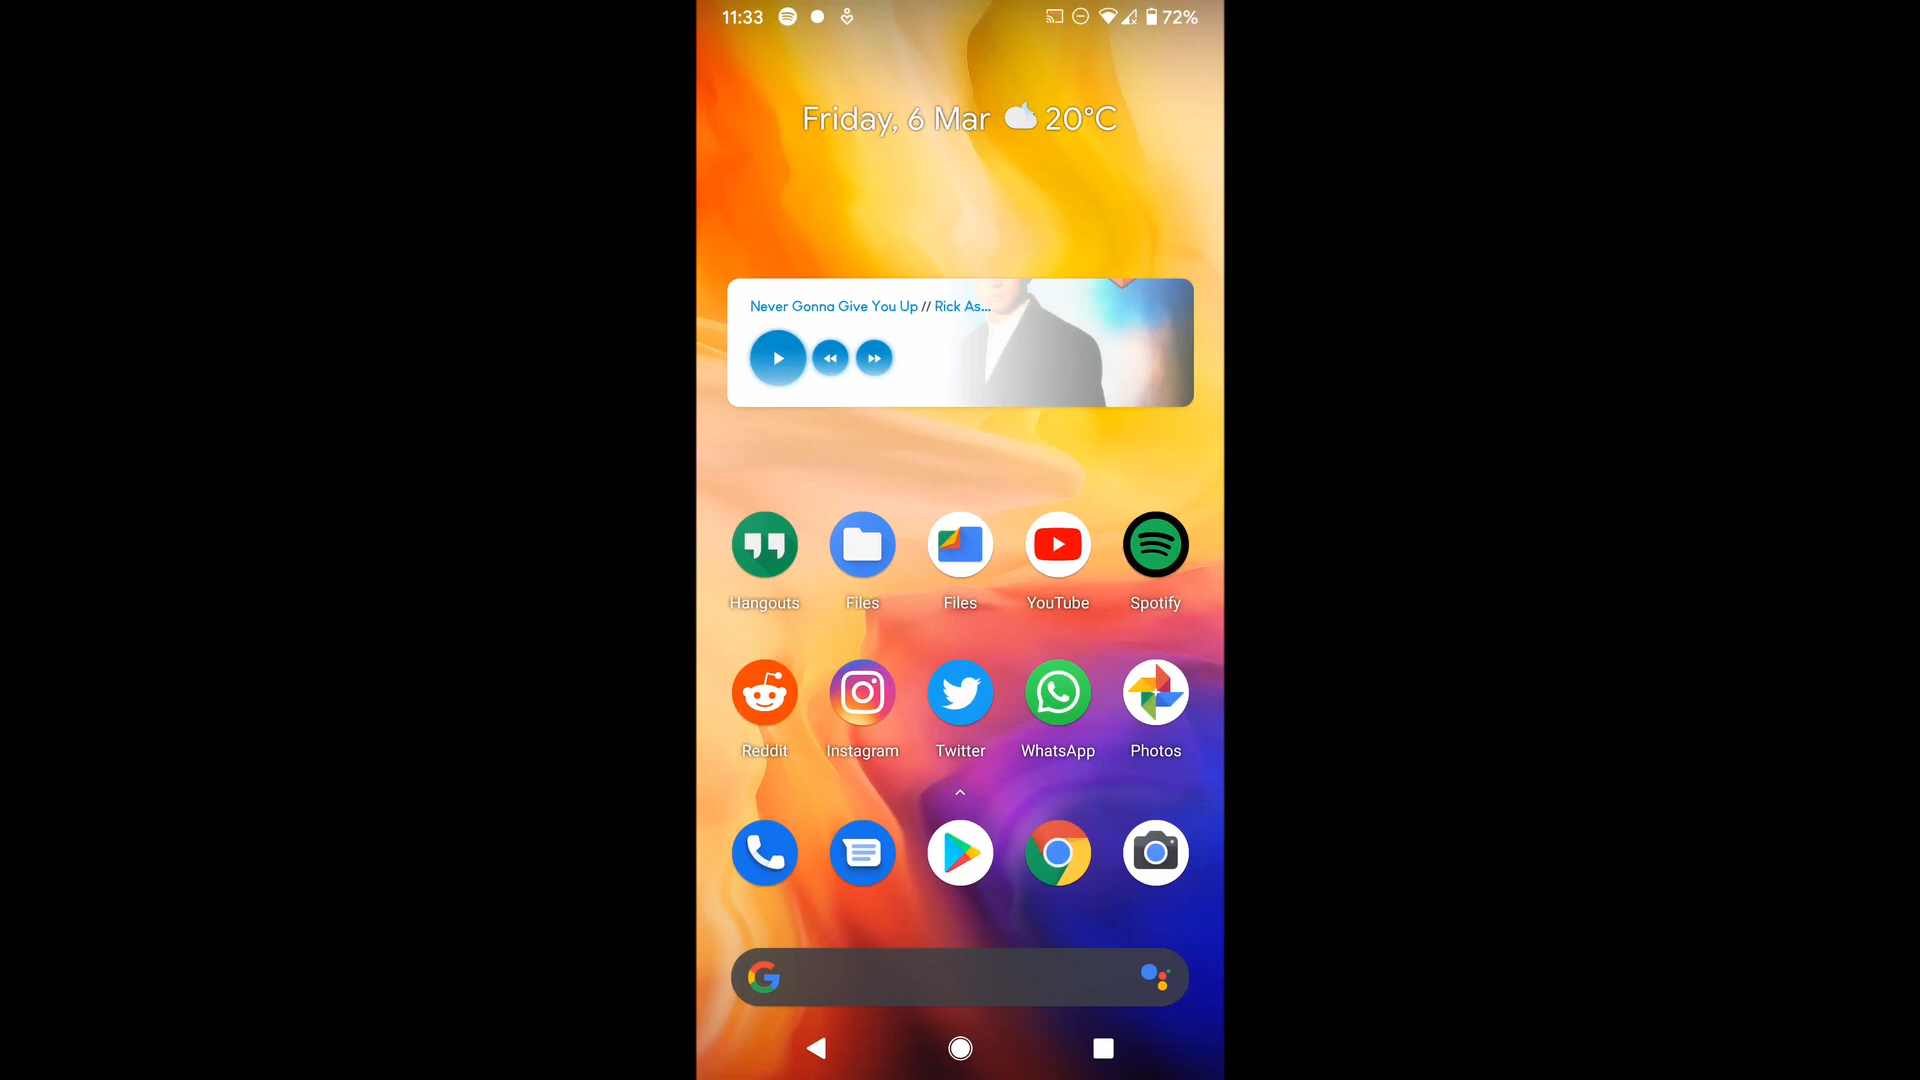 11:33
72%
Friday, 6 Mar 20°C
Never Gonna Give You Up // Rick As...
Hangouts Files Files YouTube Spotify
Reddit Instagram Twitter WhatsApp Photos